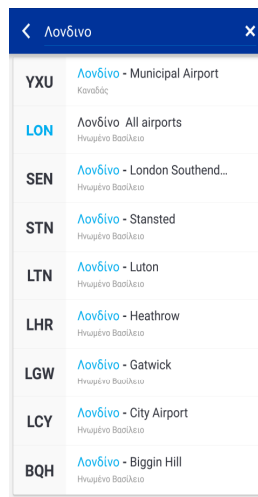 Λονδινο
YXU
Λονδίνο - Municipal Airport
Καναδάς
LON
Λονδίνο All airports
Ηνωμένο Βασίλειο
SEN
Λονδίνο - London Southend...
Ηνωμένο Βασίλειο
STN
Λονδίνο - Stansted
Ηνωμένο Βασίλειο
LTN
Λονδίνο - Luton
Ηνωμένο Βασίλειο
LHR
Λονδίνο - Heathrow
Ηνωμένο Βασίλειο
LGW
Λονδίνο - Gatwick
Ηνωμένο Βασίλειο
LCY
Λονδίνο - City Airport
Ηνωμένο Βασίλειο
BQH
Λονδίνο - Biggin Hill
Ηνωμένο Βασίλειο